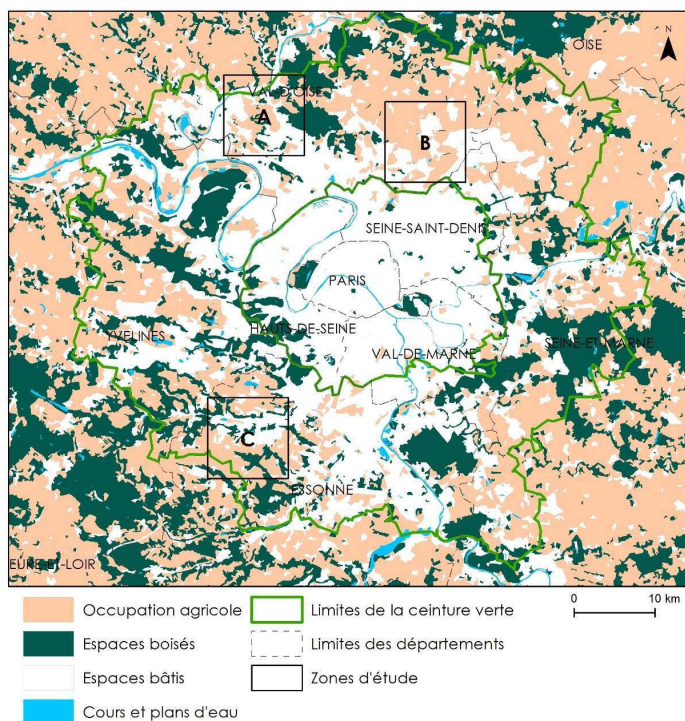 N
OISE
VAL D'OISE
A
B
SEINE-SAINT-DENIS
PARIS
YVELINES
HAUTS-DE-SEINE
VAL-DE-MARNE
SEINE-ET-MARNE
C
ESSONNE
EURE-ET-LOIR
Occupation agricole
Limites de la ceinture verte
0 10 km
Espaces boisés
Limites des départements
Espaces bâtis
Zones d'étude
Cours et plans d'eau